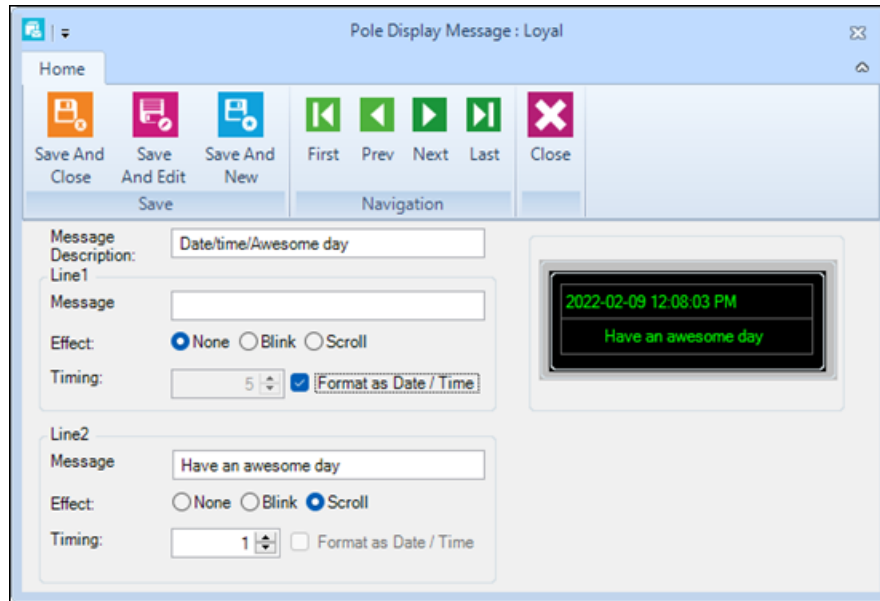 Pole Display Message : Loyal
Home
Save And Close
Save And Edit
Save And New
First
Prev
Next
Last
Close
Save
Navigation
Message Description:
Date/time/Awesome day
Line1
Message
Effect:
None
Blink
Scroll
Timing:
5
Format as Date / Time
2022-02-09 12:08:03 PM
Have an awesome day
Line2
Message
Have an awesome day
Effect:
None
Blink
Scroll
Timing:
1
Format as Date / Time